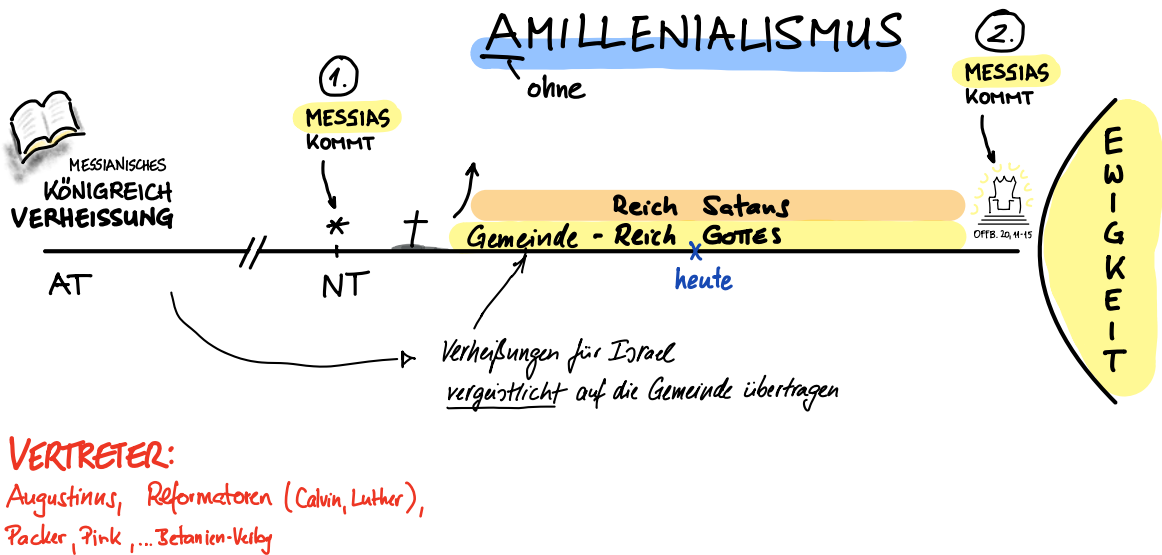 AMILLENIALISMUS
ohne
1.
MESSIAS
KOMMT
2.
MESSIAS
KOMMT
MESSIANISCHES
KÖNIGREICH
VERHEISSUNG
Reich Satans
Gemeinde - Reich GOTTES
OFFB. 20, 11-15
EWIGKEIT
AT
NT
heute
Verheißungen für Israel
vergeistlicht auf die Gemeinde übertragen
VERTRETER:
Augustinus, Reformatoren (Calvin, Luther),
Packer, Pink, ... Betanien-Verlag